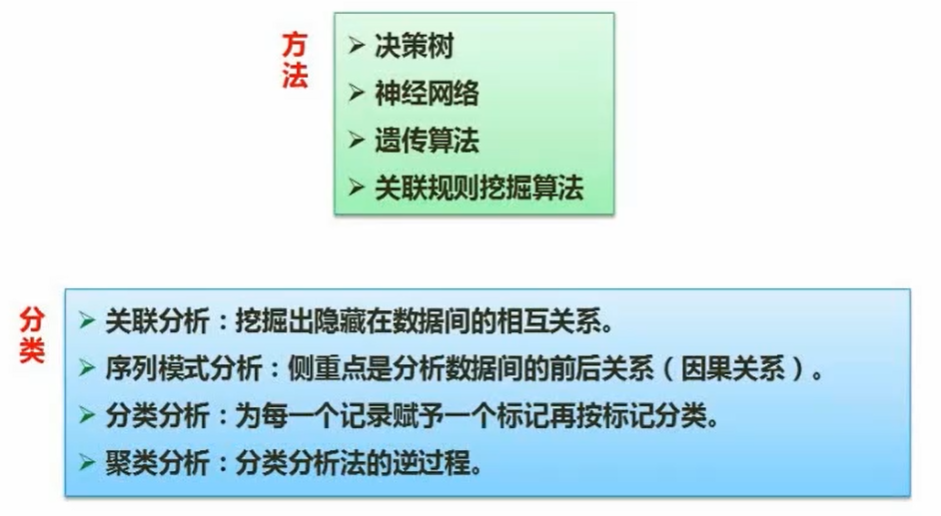 方法
决策树
神经网络
遗传算法
关联规则挖掘算法
分类
关联分析：挖掘出隐藏在数据间的相互关系。
序列模式分析：侧重点是分析数据间的前后关系（因果关系）。
分类分析：为每一个记录赋予一个标记再按标记分类。
聚类分析：分类分析法的逆过程。